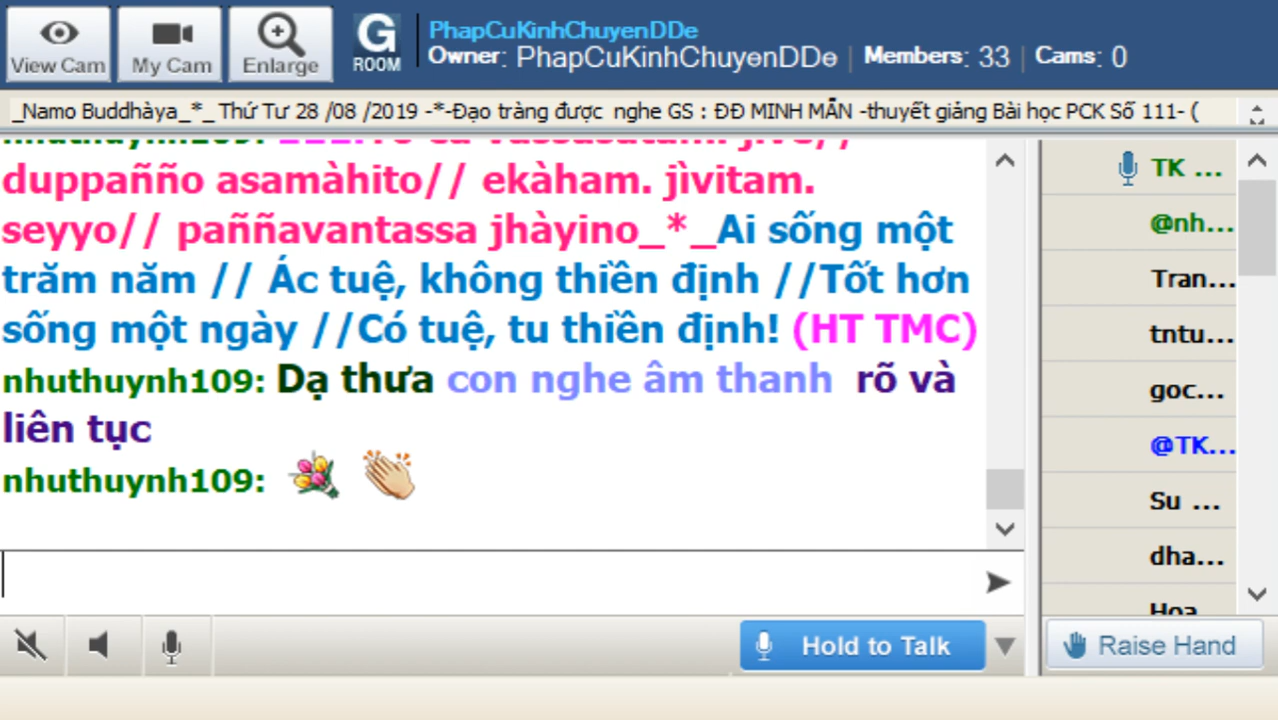 View Cam
My Cam
Enlarge
G
ROOM
PhapCuKinhChuyenDDe
Owner: PhapCuKinhChuyenDDe | Members: 33 | Cams: 0
_Namo Buddhàya_*_ Thứ Tư 28 /08 /2019 -*-Đạo tràng được nghe GS : ĐĐ MINH MẪN -thuyết giảng Bài học PCK Số 111- (
duppañño asamàhito// ekàham. jìvitam.
seyyo// paññavantassa jhàyino_*_Ai sống một
trăm năm // Ác tuệ, không thiền định //Tốt hơn
sống một ngày //Có tuệ, tu thiền định! (HT TMC)
nhuthuynh109: Dạ thưa con nghe âm thanh rõ và
liên tục
nhuthuynh109:
TK ...
@nh...
Tran...
tntu...
goc...
@TK...
Su ...
dha...
Hoa
Hold to Talk
Raise Hand